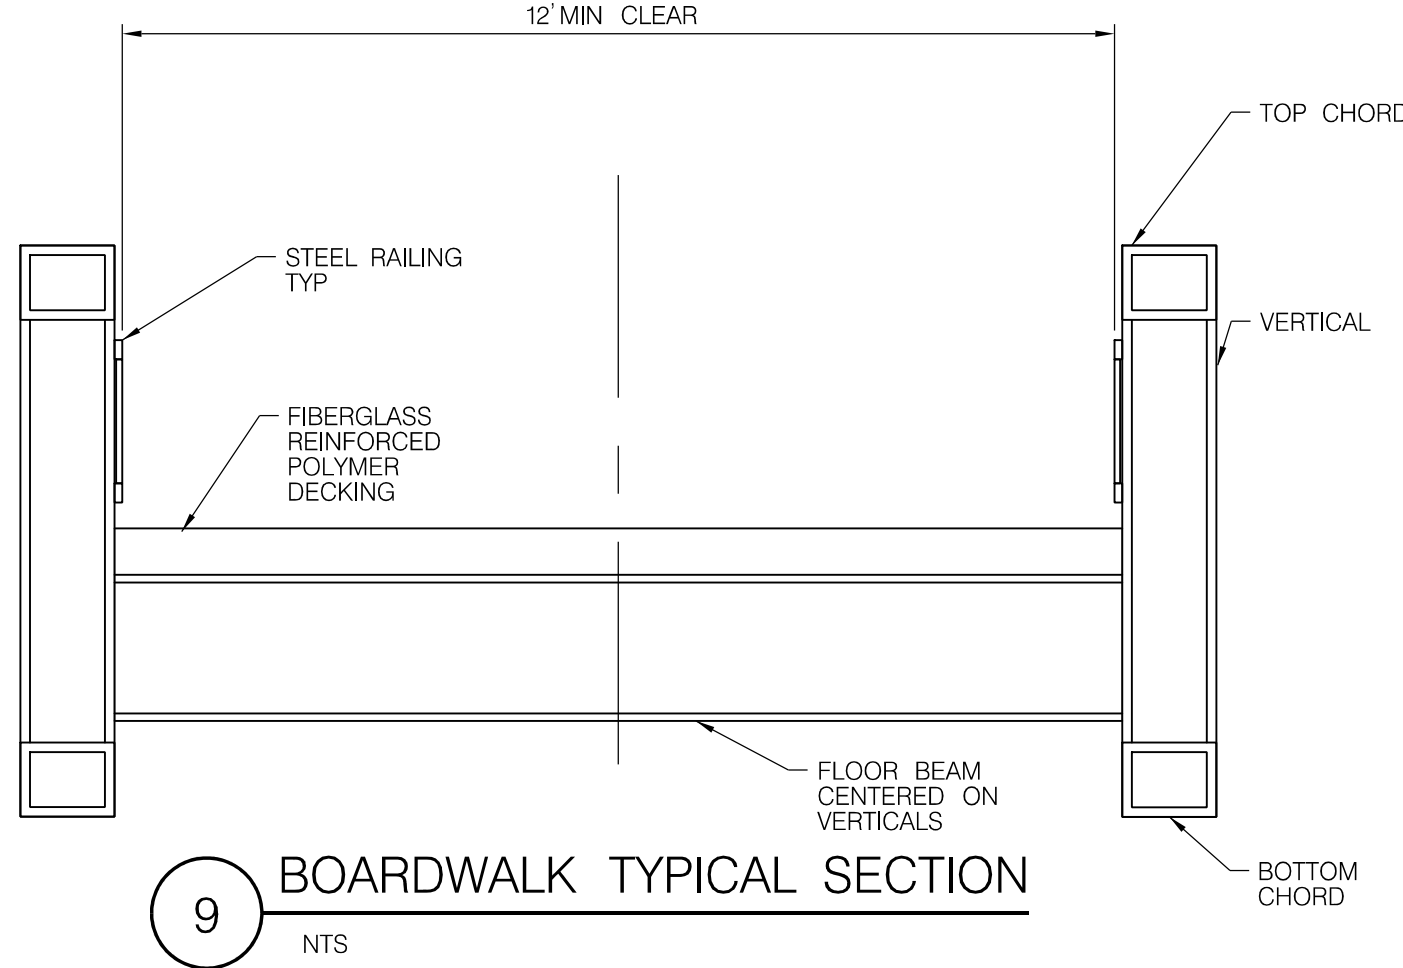 12' MIN CLEAR
TOP CHORD
STEEL RAILING
TYP
VERTICAL
FIBERGLASS
REINFORCED
POLYMER
DECKING
FLOOR BEAM
CENTERED ON
VERTICALS
BOTTOM
CHORD
9
BOARDWALK TYPICAL SECTION
NTS